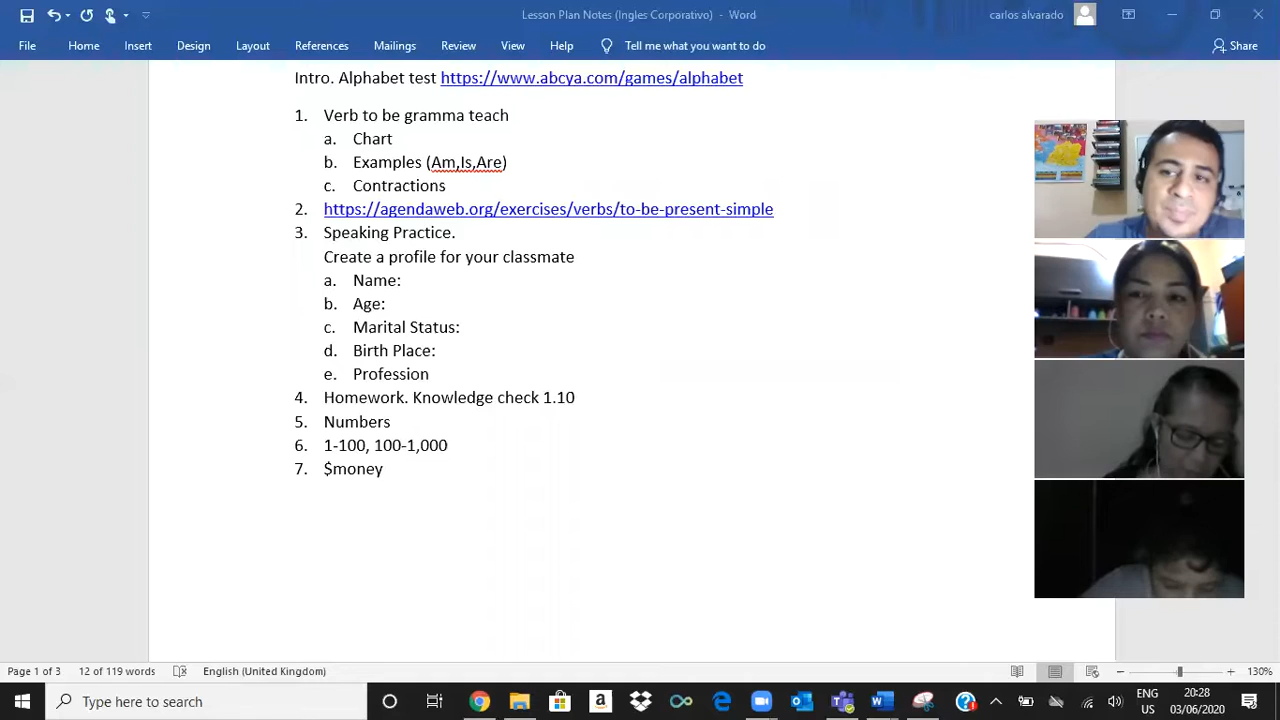 Lesson Plan Notes (Ingles Corporativo) - Word
carlos alvarado
File Home Insert Design Layout References Mailings Review View Help Tell me what you want to do Share
Intro. Alphabet test https://www.abcya.com/games/alphabet
1. Verb to be gramma teach
a. Chart
b. Examples (Am,Is,Are)
c. Contractions
2. https://agendaweb.org/exercises/verbs/to-be-present-simple
3. Speaking Practice.
Create a profile for your classmate
a. Name:
b. Age:
c. Marital Status:
d. Birth Place:
e. Profession
4. Homework. Knowledge check 1.10
5. Numbers
6. 1-100, 100-1,000
7. $money
Page 1 of 3 12 of 119 words English (United Kingdom) 130%
Type here to search
ENG 20:28
US 03/06/2020